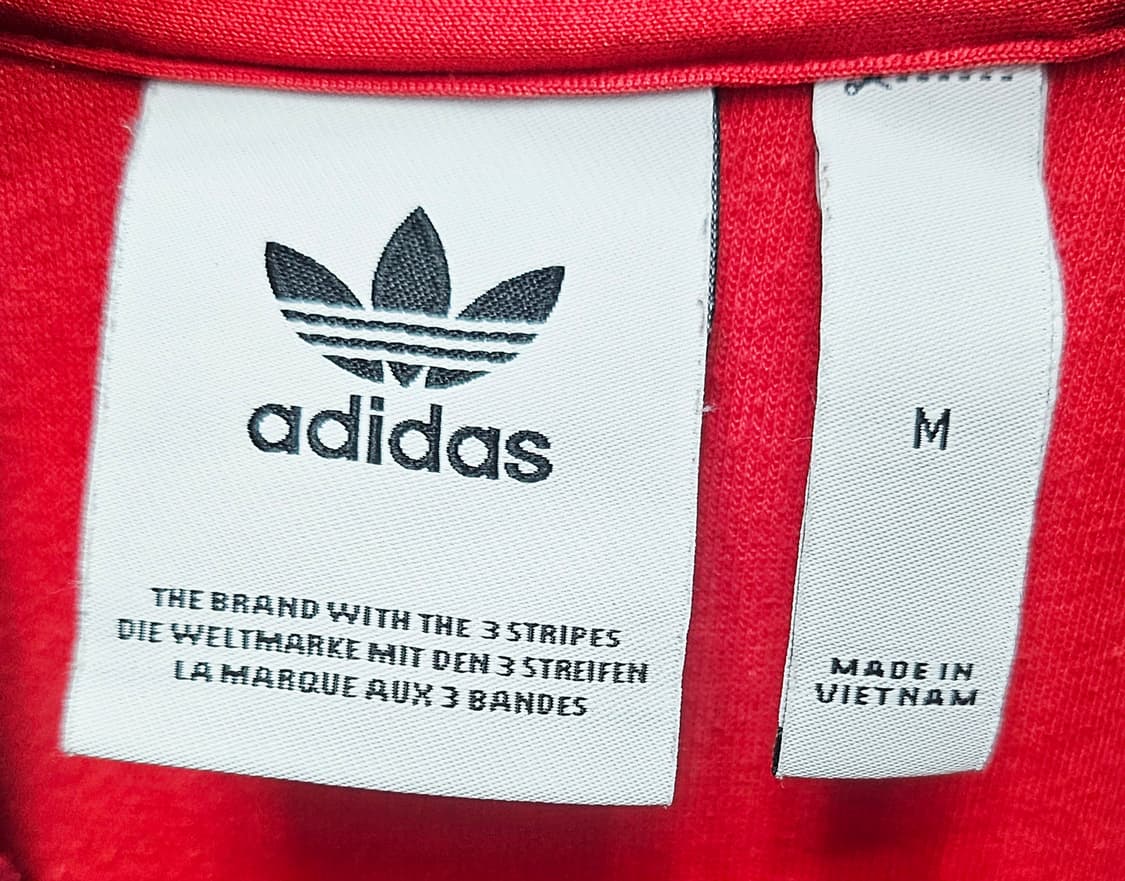 adidas
THE BRAND WITH THE 3 STRIPES
DIE WELTMARKE MIT DEN 3 STREIFEN
LA MARQUE AUX 3 BANDES
M
MADE IN
VIETNAM